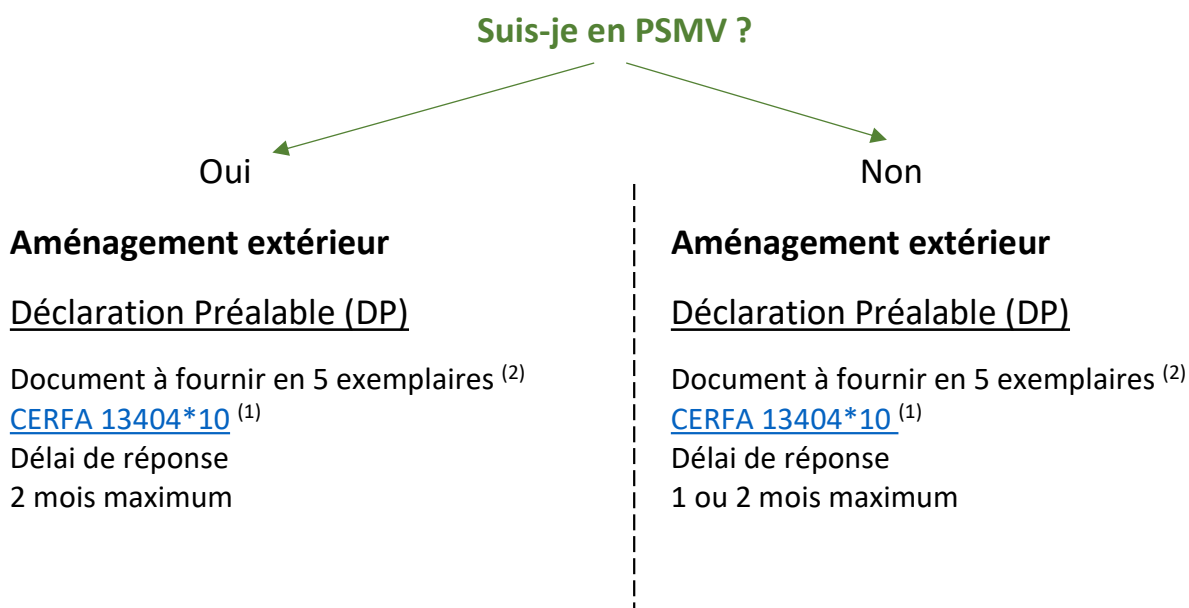 Suis-je en PSMV ?
Oui
Aménagement extérieur
Déclaration Préalable (DP)
Document à fournir en 5 exemplaires (2)
CERFA 13404*10 (1)
Délai de réponse
2 mois maximum
Non
Aménagement extérieur
Déclaration Préalable (DP)
Document à fournir en 5 exemplaires (2)
CERFA 13404*10 (1)
Délai de réponse
1 ou 2 mois maximum